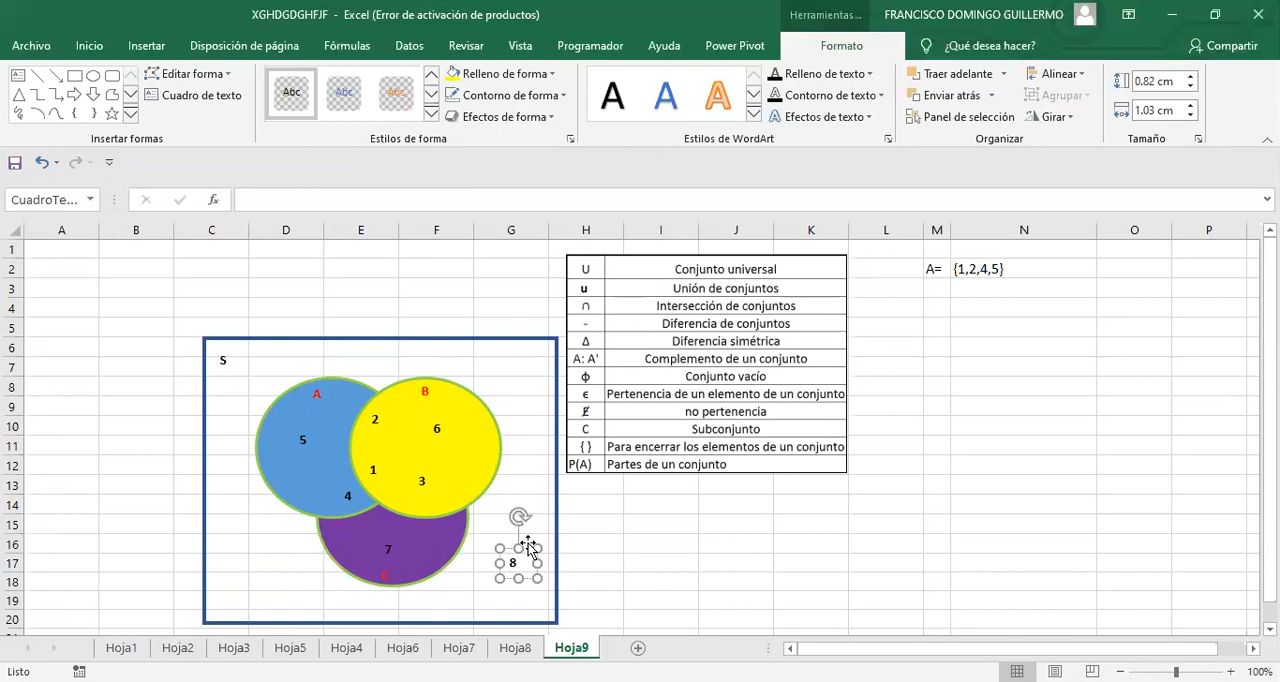 XGHDGDGHFJF - Excel (Error de activación de productos)
Herramientas...
FRANCISCO DOMINGO GUILLERMO
Archivo Inicio Insertar Disposición de página Fórmulas Datos Revisar Vista Programador Ayuda Power Pivot Formato ¿Qué desea hacer? Compartir
Editar forma
Cuadro de texto
Insertar formas
Abc Abc Abc
Relleno de forma
Contorno de forma
Efectos de forma
Estilos de forma
A A A
Relleno de texto
Contorno de texto
Efectos de texto
Estilos de WordArt
Traer adelante
Enviar atrás
Panel de selección
Alinear
Agrupar
Girar
Organizar
0.82 cm
1.03 cm
Tamaño
CuadroTe...
fx
A B C D E F G H I J K L M N O P
1
2
3
4
5
6
7
8
9
10
11
12
13
14
15
16
17
18
19
20
S
A
B
2
6
5
1
3
4
7
C
8
U Conjunto universal
u Unión de conjuntos
∩ Intersección de conjuntos
- Diferencia de conjuntos
Δ Diferencia simétrica
A: A' Complemento de un conjunto
ф Conjunto vacío
ϵ Pertenencia de un elemento de un conjunto
Ɇ no pertenencia
C Subconjunto
{ } Para encerrar los elementos de un conjunto
P(A) Partes de un conjunto
A= {1,2,4,5}
Hoja1 Hoja2 Hoja3 Hoja5 Hoja4 Hoja6 Hoja7 Hoja8 Hoja9
Listo
100%